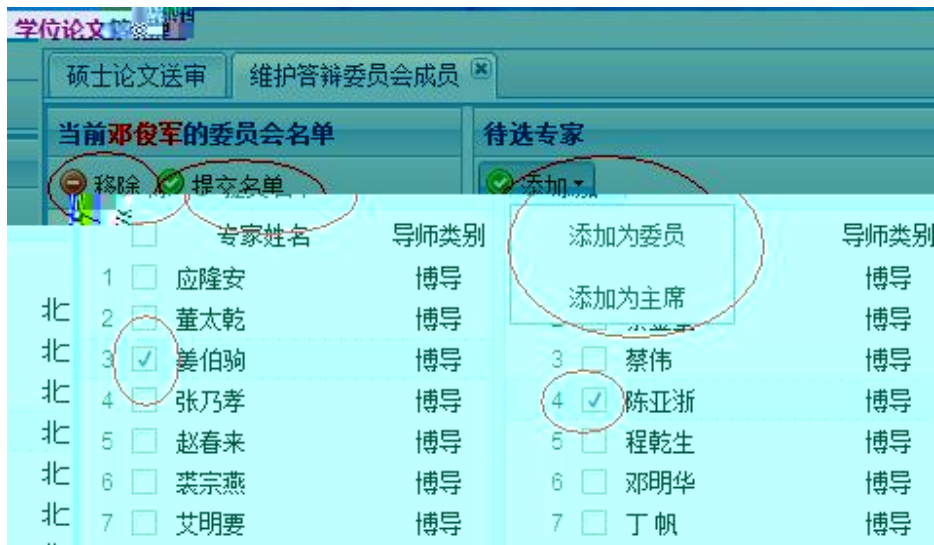 学位论文
硕士论文送审 维护答辩委员会成员
当前邓俊军的委员会名单 待选专家
移除 提交名单 添加
专家姓名 导师类别 添加为委员 导师类别
1 应隆安 博导 博导
添加为主席
北 2 董太乾 博导 博导
北 3 姜伯驹 博导 3 蔡伟 博导
北 4 张乃孝 博导 4 陈亚浙 博导
北 5 赵春来 博导 5 程乾生 博导
北 6 裘宗燕 博导 6 邓明华 博导
北 7 艾明要 博导 7 丁帆 博导